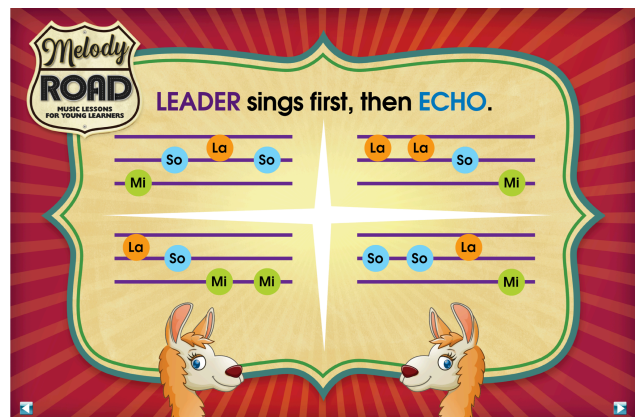 Melody
ROAD
MUSIC LESSONS
FOR YOUNG LEARNERS
LEADER sings first, then ECHO.
Mi So La So
La La So Mi
La So Mi Mi
So So La Mi